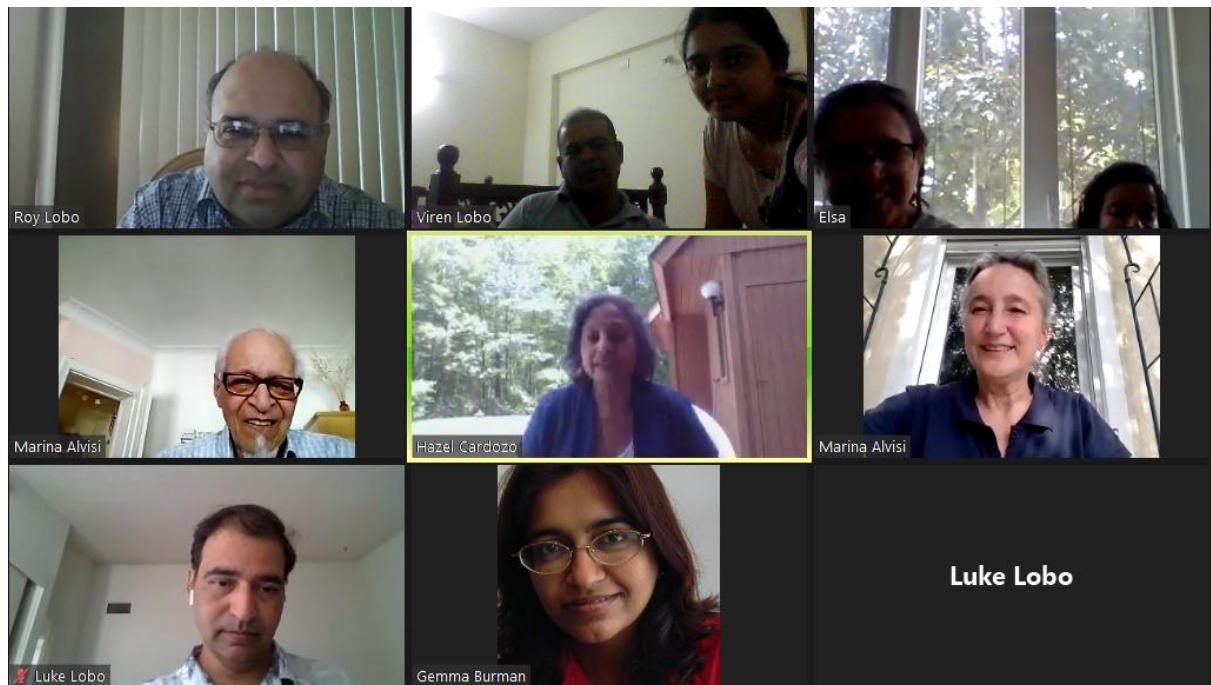 Roy Lobo
Viren Lobo
Elsa
Marina Alvisi
Hazel Cardozo
Marina Alvisi
Luke Lobo
Gemma Burman
Luke Lobo